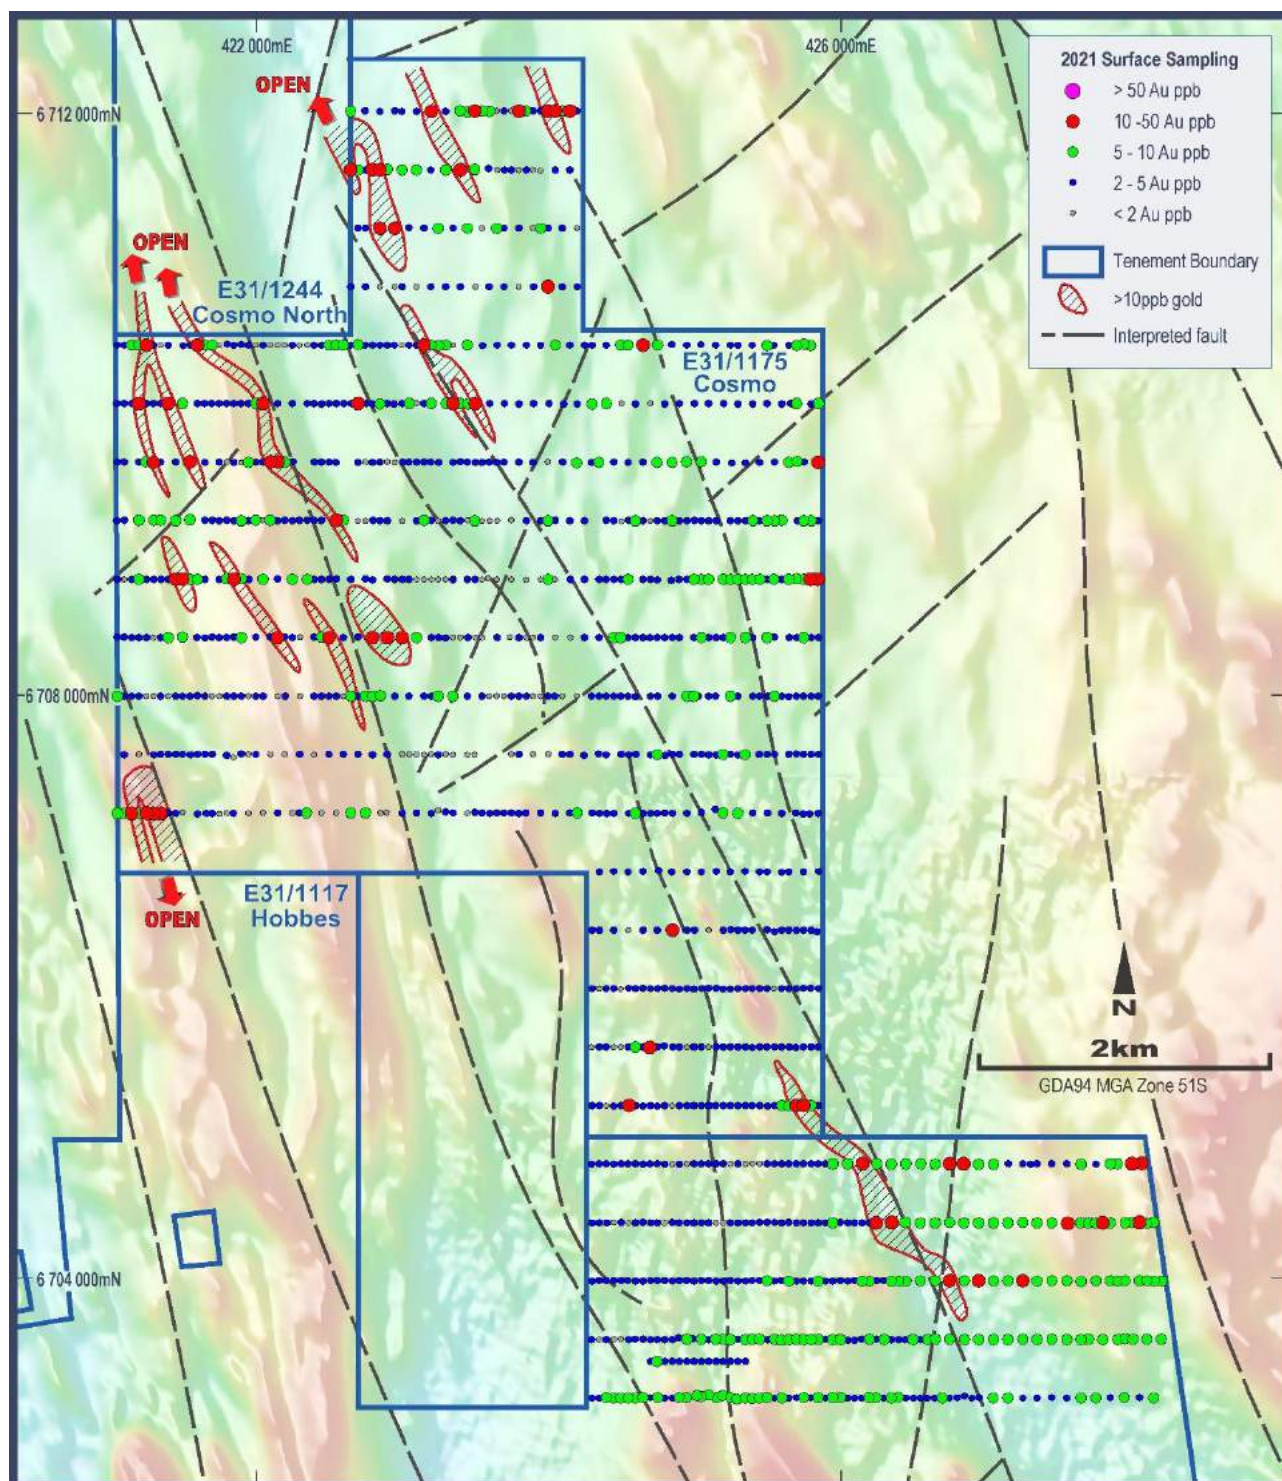 422 000mE
426 000mE
OPEN
6 712 000mN
2021 Surface Sampling
> 50 Au ppb
10 -50 Au ppb
5 - 10 Au ppb
2 - 5 Au ppb
< 2 Au ppb
Tenement Boundary
>10ppb gold
Interpreted fault
OPEN
E31/1244
Cosmo North
E31/1175
Cosmo
6 708 000mN
E31/1117
Hobbes
OPEN
N
2km
GDA94 MGA Zone 51S
6 704 000mN